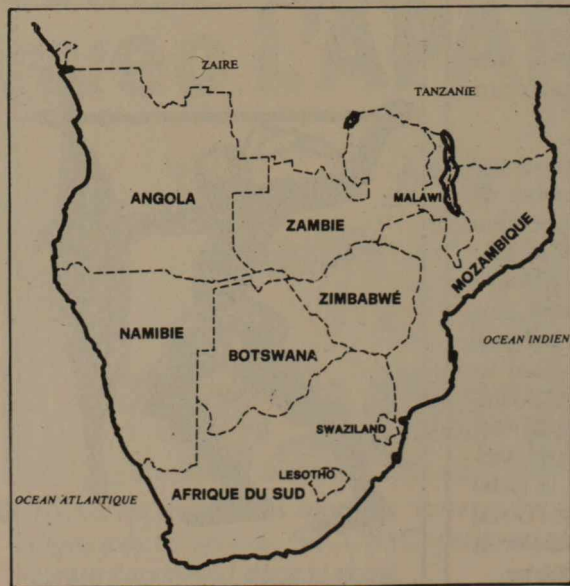 ZAIRE
TANZANIE
ANGOLA
MALAWI
ZAMBIE
MOZAMBIQUE
ZIMBABWÉ
NAMIBIE
OCEAN INDIEN
BOTSWANA
SWAZILAND
LESOTHO
AFRIQUE DU SUD
OCEAN ATLANTIQUE